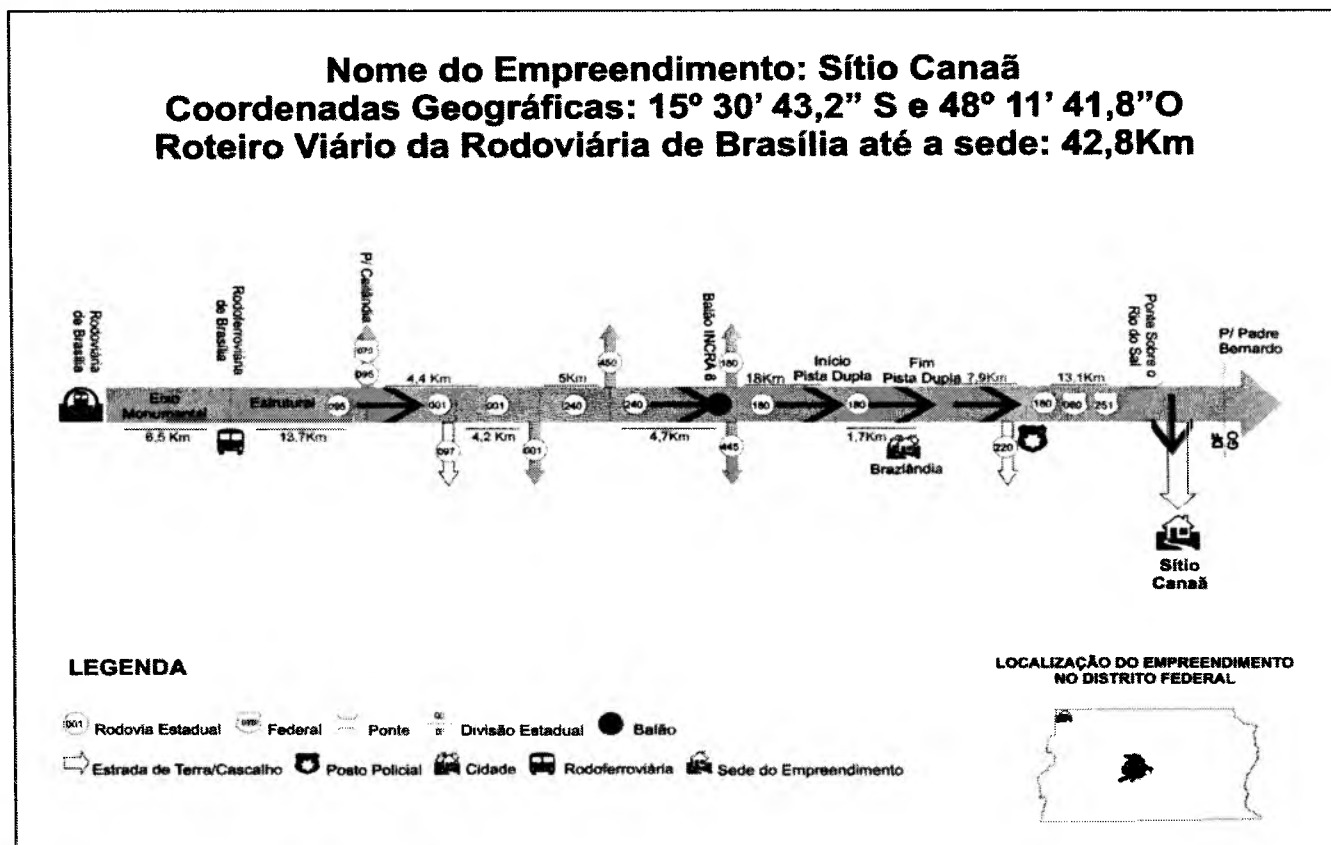 Nome do Empreendimento: Sítio Canaã
Coordenadas Geográficas: 15º 30’ 43,2” S e 48º 11’ 41,8”O
Roteiro Viário da Rodoviária de Brasília até a sede: 42,8Km
Rodoviária
de Brasília
Eixo
Monumental
6,5 Km
Rodoferroviária
de Brasília
Estrutural
13,7Km
095
P/ Ceilândia
070
095
4,4 Km
001
097
001
4,2 Km
001
5Km
240
450
240
4,7Km
Balão INCRA 8
180
445
18Km
180
Início
Pista Dupla
180
1,7Km
Fim
Pista Dupla
Brazlândia
7,9Km
220
180
080
251
13,1Km
Ponte Sobre o
Rio do Sal
Sítio
Canaã
P/ Padre
Bernardo
GO
DF
LEGENDA
001 Rodovia Estadual
Federal
Ponte
Divisão Estadual
Balão
Estrada de Terra/Cascalho
Posto Policial
Cidade
Rodoferroviária
Sede do Empreendimento
LOCALIZAÇÃO DO EMPREENDIMENTO
NO DISTRITO FEDERAL